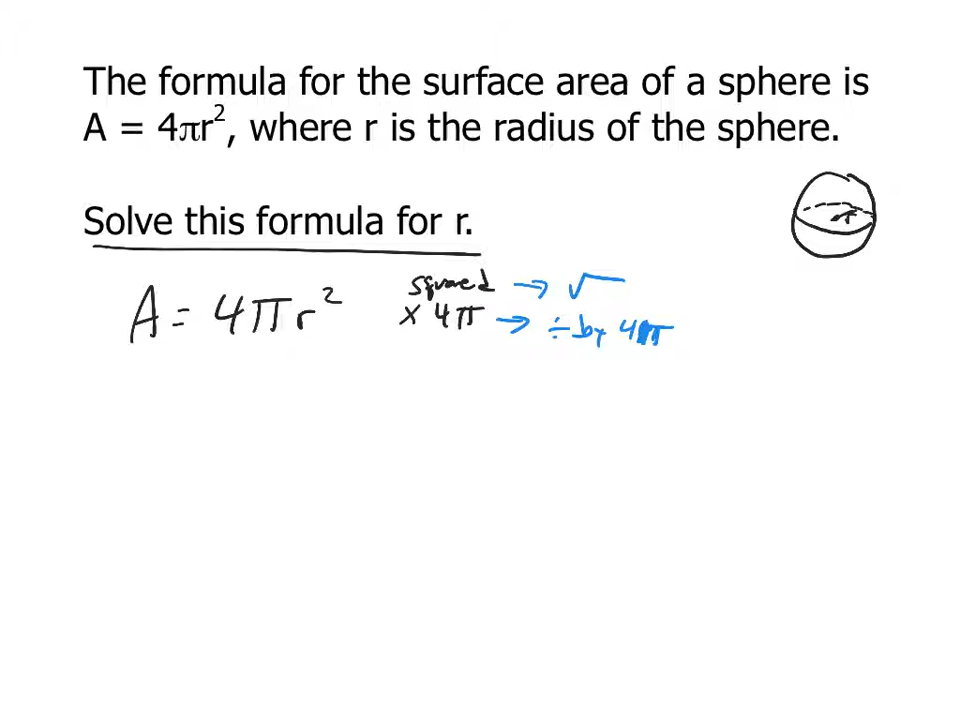 The formula for the surface area of a sphere is
A = 4πr², where r is the radius of the sphere.
Solve this formula for r.
A = 4πr²
squared → √
× 4π → ÷ by 4π
r